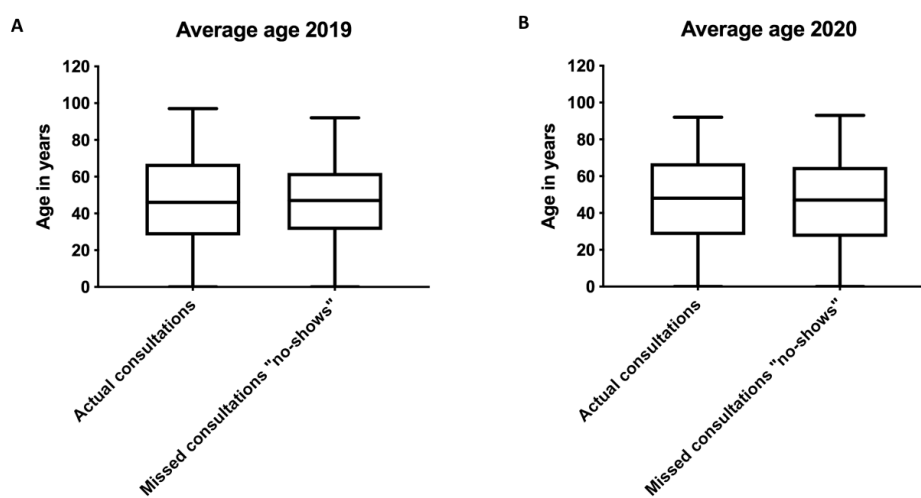 A
Average age 2019
Age in years
120
100
80
60
40
20
0
Actual consultations
Missed consultations "no-shows"
B
Average age 2020
Age in years
120
100
80
60
40
20
0
Actual consultations
Missed consultations "no-shows"